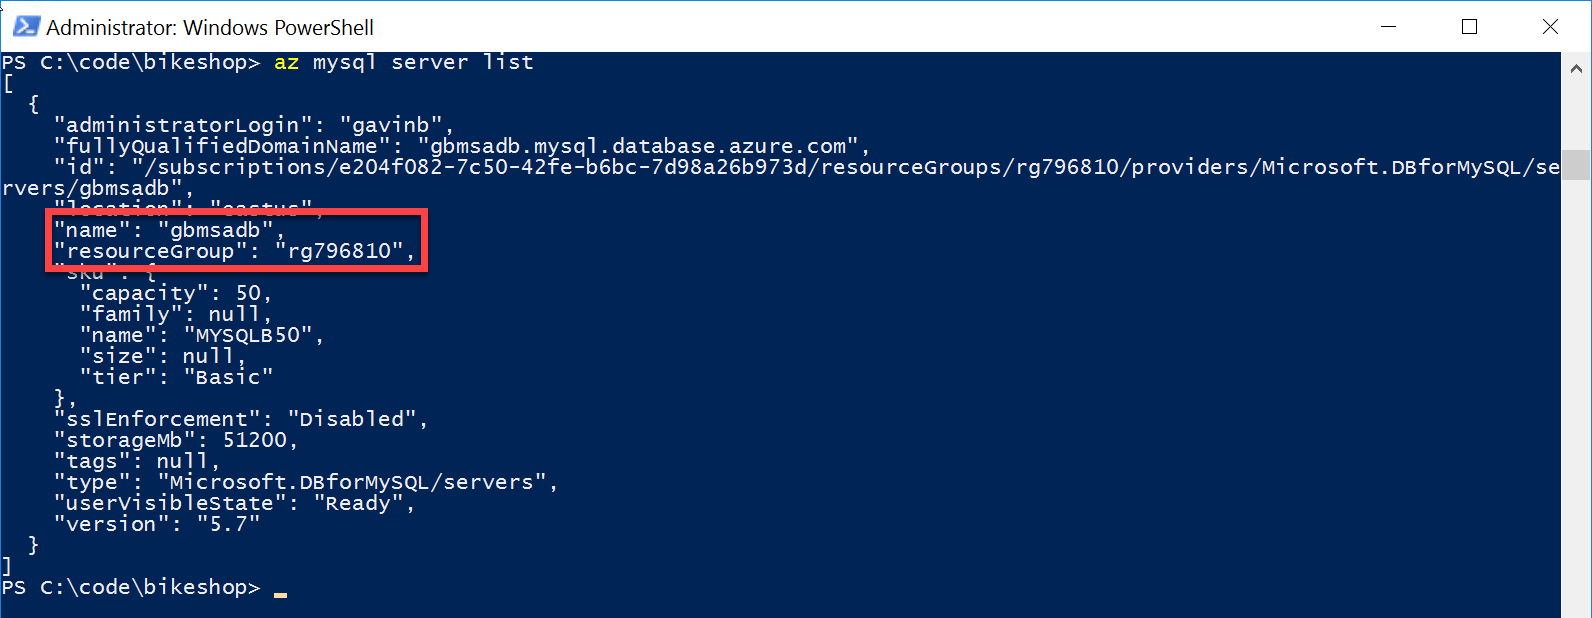 Administrator: Windows PowerShell
PS C:\code\bikeshop> az mysql server list
[
  {
    "administratorLogin": "gavinb",
    "fullyQualifiedDomainName": "gbmsadb.mysql.database.azure.com",
    "id": "/subscriptions/e204f082-7c50-42fe-b6bc-7d98a26b973d/resourceGroups/rg796810/providers/Microsoft.DBforMySQL/se
rvers/gbmsadb",
    "location": "eastus",
    "name": "gbmsadb",
    "resourceGroup": "rg796810",
    "sku": {
      "capacity": 50,
      "family": null,
      "name": "MYSQLB50",
      "size": null,
      "tier": "Basic"
    },
    "sslEnforcement": "Disabled",
    "storageMb": 51200,
    "tags": null,
    "type": "Microsoft.DBforMySQL/servers",
    "userVisibleState": "Ready",
    "version": "5.7"
  }
]
PS C:\code\bikeshop>